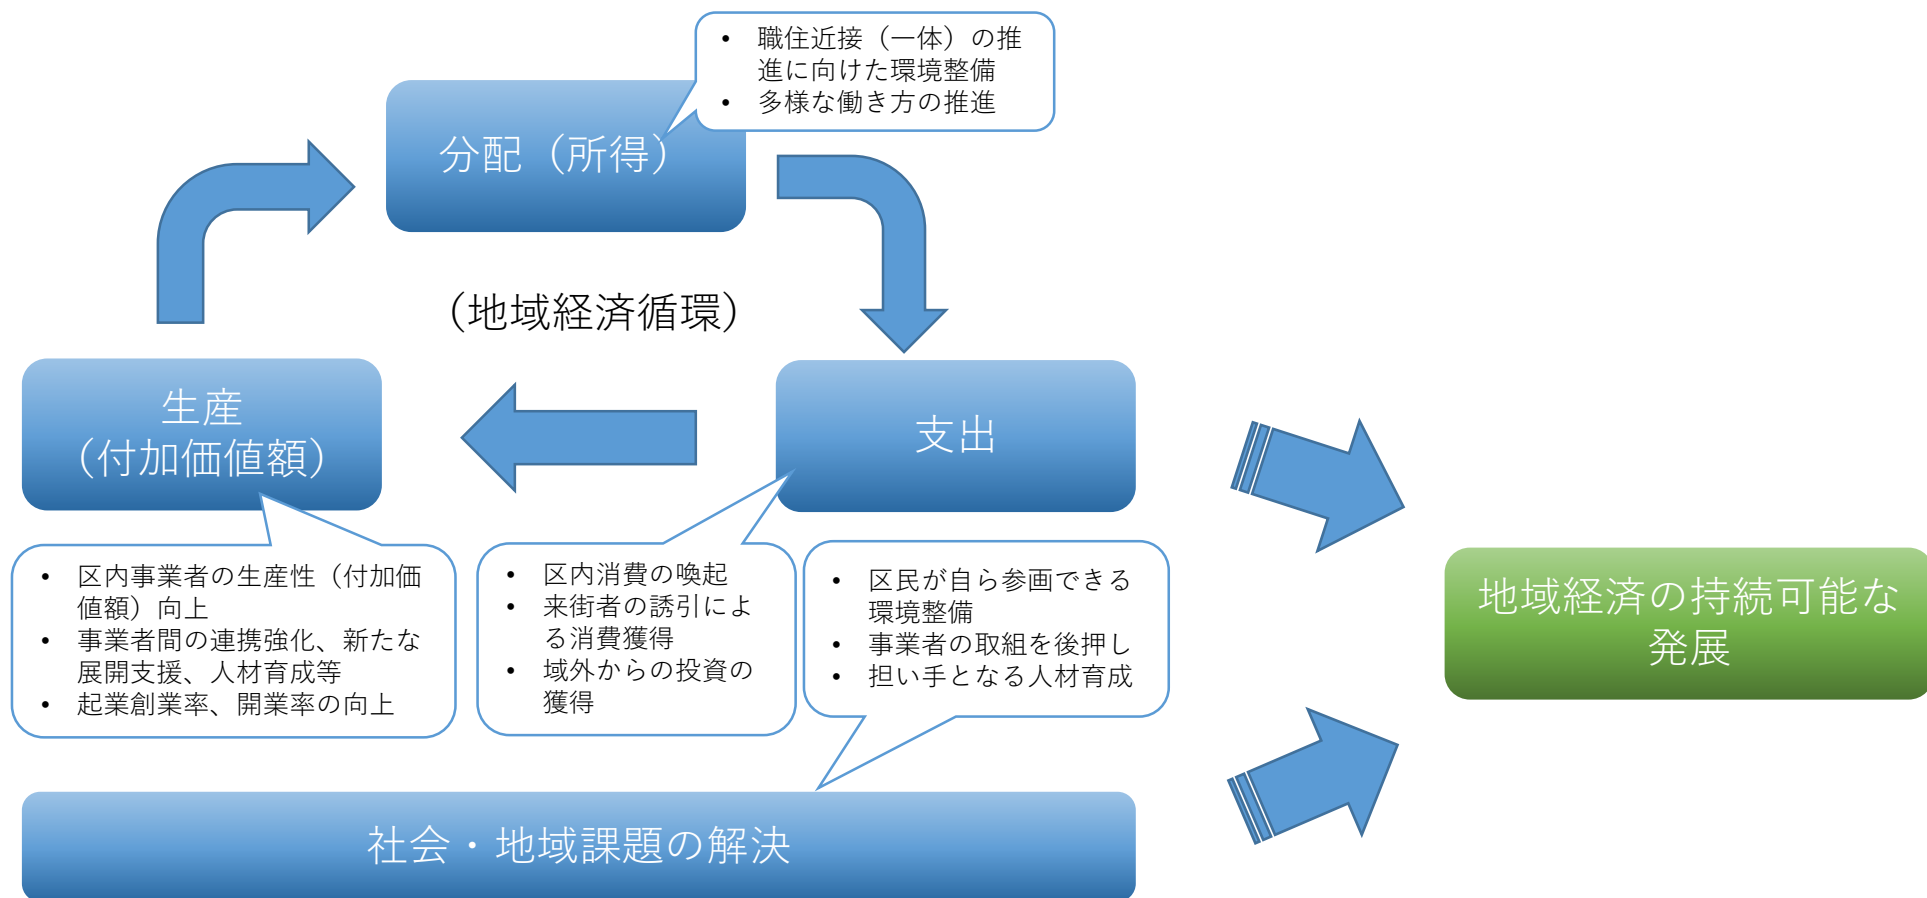 • 職住近接（一体）の推
進に向けた環境整備
• 多様な働き方の推進
分配（所得）
（地域経済循環）
生産
（付加価値額）
支出
• 区内事業者の生産性（付加価
値額）向上
• 事業者間の連携強化、新たな
展開支援、人材育成等
• 起業創業率、開業率の向上
• 区内消費の喚起
• 来街者の誘引によ
る消費獲得
• 域外からの投資の
獲得
• 区民が自ら参画できる
環境整備
• 事業者の取組を後押し
• 担い手となる人材育成
地域経済の持続可能な
発展
社会・地域課題の解決